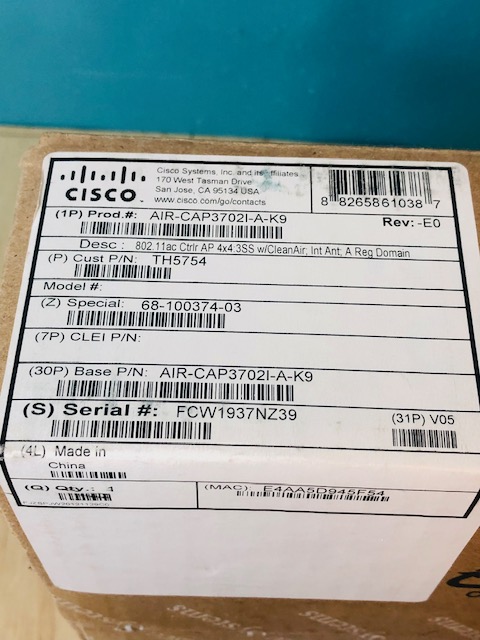 CISCO
Cisco Systems, Inc. and its affiliates
170 West Tasman Drive
San Jose, CA 95134 USA
www.cisco.com/go/contacts
8 82658 61038 7
(1P) Prod.#: AIR-CAP3702I-A-K9
Rev: -E0
Desc : 802.11ac Ctrlr AP 4x4:3SS w/CleanAir; Int Ant; A Reg Domain
(P) Cust P/N: TH5754
Model #:
(Z) Special: 68-100374-03
(7P) CLEI P/N:
(30P) Base P/N: AIR-CAP3702I-A-K9
(S) Serial #: FCW1937NZ39
(31P) V05
(4L) Made in
China
(Q) Qty.: 1
(MAC): E4AA5D945F54
Systems